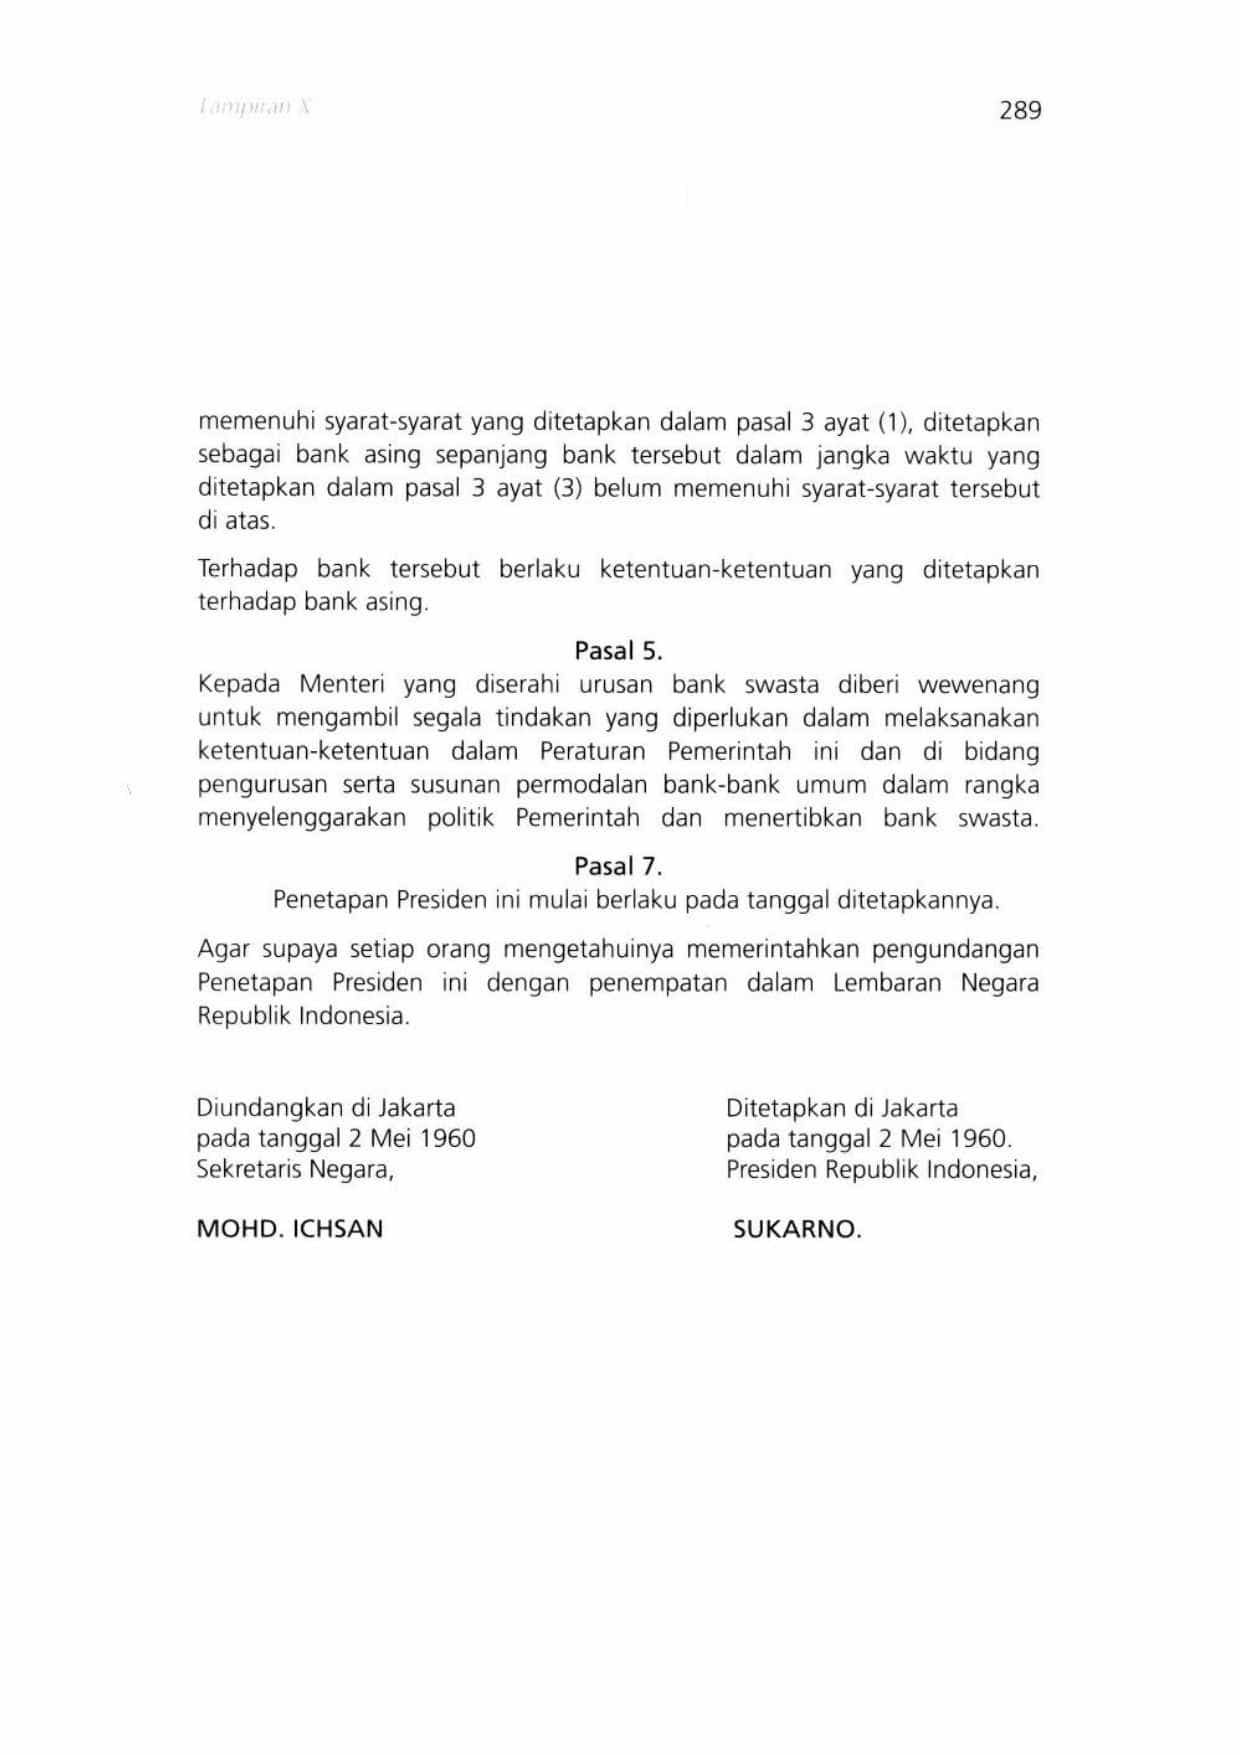 Lampiran X
289
memenuhi syarat-syarat yang ditetapkan dalam pasal 3 ayat (1), ditetapkan
sebagai bank asing sepanjang bank tersebut dalam jangka waktu yang
ditetapkan dalam pasal 3 ayat (3) belum memenuhi syarat-syarat tersebut
di atas.
Terhadap bank tersebut berlaku ketentuan-ketentuan yang ditetapkan
terhadap bank asing.
Pasal 5.
Kepada Menteri yang diserahi urusan bank swasta diberi wewenang
untuk mengambil segala tindakan yang diperlukan dalam melaksanakan
ketentuan-ketentuan dalam Peraturan Pemerintah ini dan di bidang
pengurusan serta susunan permodalan bank-bank umum dalam rangka
menyelenggarakan politik Pemerintah dan menertibkan bank swasta.
Pasal 7.
Penetapan Presiden ini mulai berlaku pada tanggal ditetapkannya.
Agar supaya setiap orang mengetahuinya memerintahkan pengundangan
Penetapan Presiden ini dengan penempatan dalam Lembaran Negara
Republik Indonesia.
Diundangkan di Jakarta
pada tanggal 2 Mei 1960
Sekretaris Negara,
MOHD. ICHSAN
Ditetapkan di Jakarta
pada tanggal 2 Mei 1960.
Presiden Republik Indonesia,
SUKARNO.